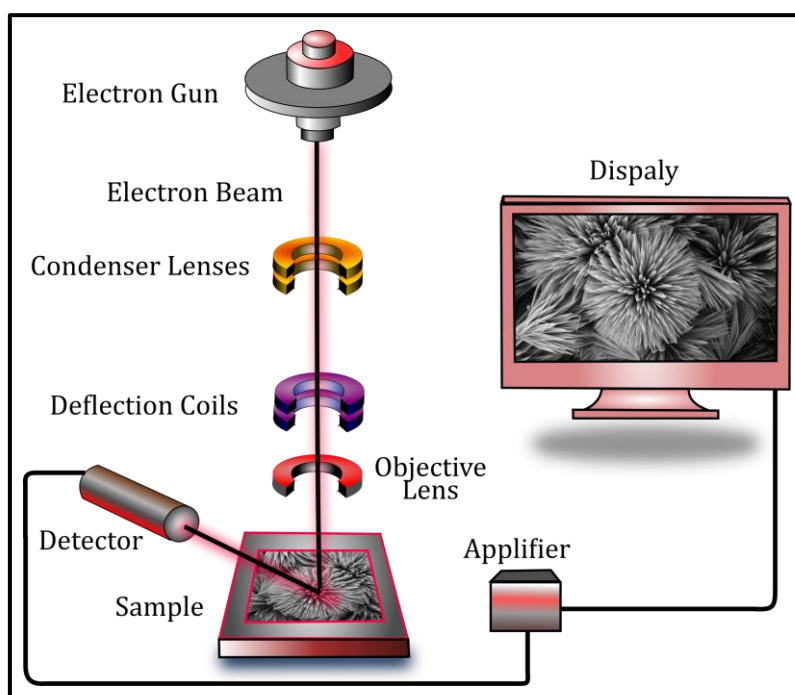 Electron Gun
Electron Beam
Dispaly
Condenser Lenses
Deflection Coils
Objective
Lens
Detector
Applifier
Sample